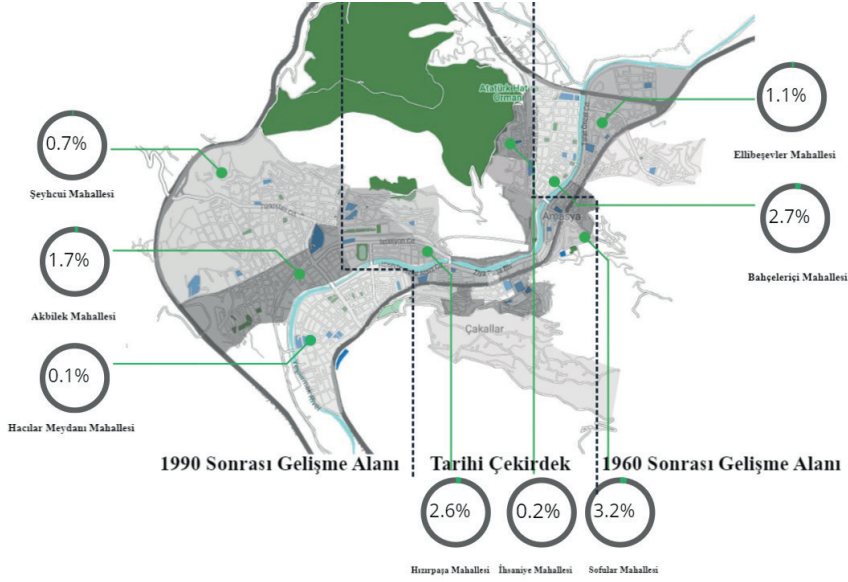 Atatürk Hat
Ormanı
1.1%
Ellibeşevler Mahallesi
0.7%
Şeyhcui Mahallesi
2.7%
Bahçeleriçi Mahallesi
Amasya
1.7%
Akbilek Mahallesi
Çakallar
0.1%
Hacılar Meydanı Mahallesi
1990 Sonrası Gelişme Alanı
Tarihi Çekirdek
1960 Sonrası Gelişme Alanı
2.6%
0.2%
3.2%
Hızırpaşa Mahallesi
İhsaniye Mahallesi
Sofular Mahallesi